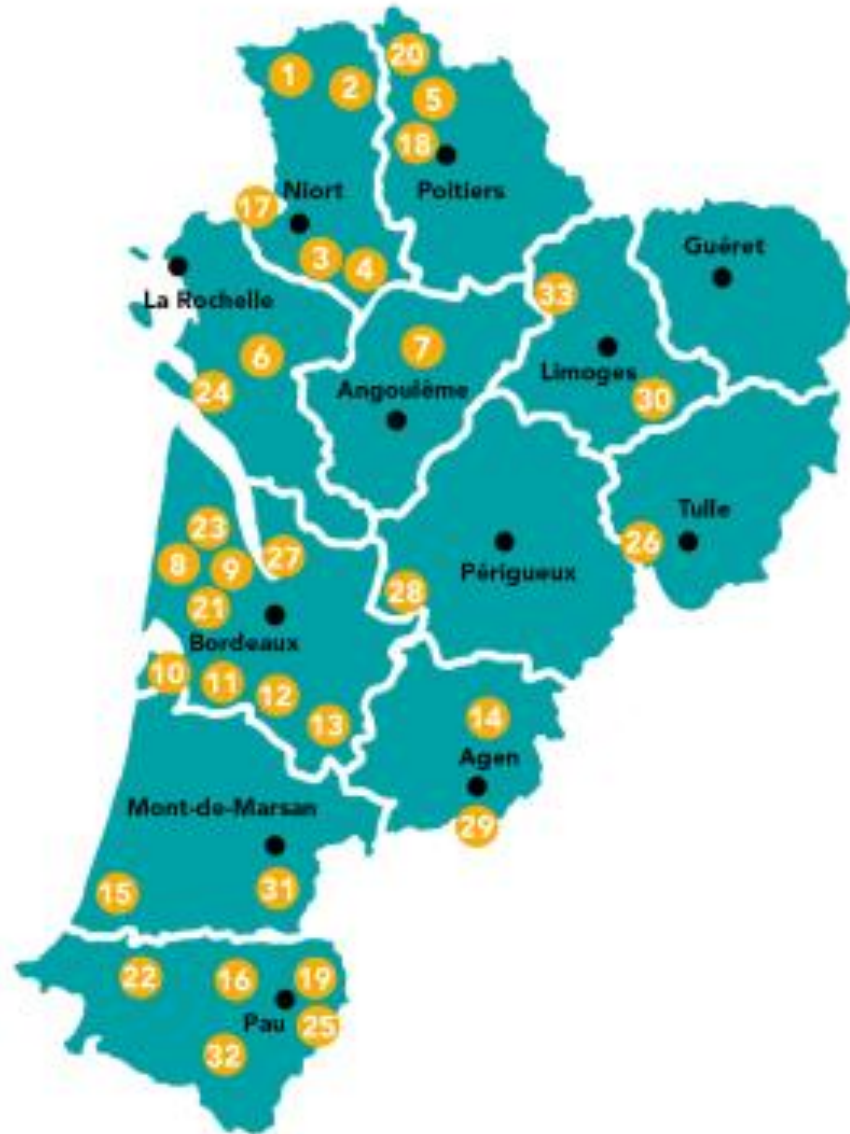 20
1
2
5
18
Niort
Poitiers
17
Guéret
3
4
La Rochelle
33
6
7
Limoges
24
Angoulême
30
Tulle
23
26
8
9
27
Périgueux
28
21
Bordeaux
10
11
12
13
14
Agen
Mont-de-Marsan
29
15
31
22
16
19
Pau
25
32